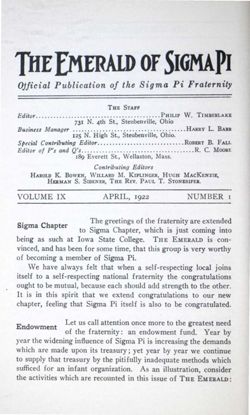 THE EMERALD OF SIGMA PI
Official Publication of the Sigma Pi Fraternity
THE STAFF
Editor...............PHILIP W. TIMBERLAKE
731 N. 4th St., Steubenville, Ohio
Business Manager...............HARRY L. BARR
125 N. High St., Steubenville, Ohio.
Special Contributing Editor...............ROBERT B. FALL
Editor of P's and Q's...............R. C. MOORE
189 Everett St., Wollaston, Mass.
Contributing Editors
HAROLD K. BOWEN, WILLARD M. KIPLINGER, HUGH MACKENZIE,
HERMAN S. SIDENER, THE REV. PAUL T. STONESIFER.
VOLUME IX APRIL, 1922 NUMBER 1
Sigma Chapter The greetings of the fraternity are extended
to Sigma Chapter, which is just coming into
being as such at Iowa State College. THE EMERALD is con-
vinced, and has been for some time, that this group is very worthy
of becoming a member of Sigma Pi.
We have always felt that when a self-respecting local joins
itself to a self-respecting national fraternity the congratulations
ought to be mutual, because each should add strength to the other.
It is in this spirit that we extend congratulations to our new
chapter, feeling that Sigma Pi itself is also to be congratulated.
Endowment Let us call attention once more to the greatest need
of the fraternity: an endowment fund. Year by
year the widening influence of Sigma Pi is increasing the demands
which are made upon its treasury; yet year by year we continue
to supply that treasury by the pitifully inadequate methods which
sufficed for an infant organization. As an illustration, consider
the activities which are recounted in this issue of THE EMERALD: